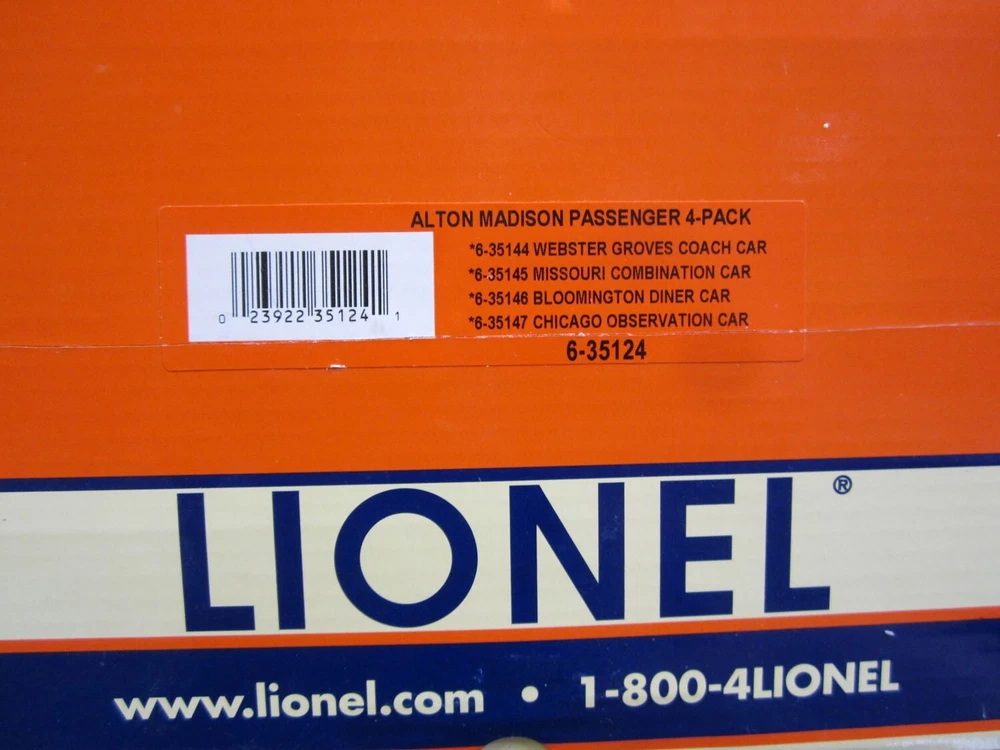 ALTON MADISON PASSENGER 4-PACK
*6-35144 WEBSTER GROVES COACH CAR
*6-35145 MISSOURI COMBINATION CAR
*6-35146 BLOOMINGTON DINER CAR
*6-35147 CHICAGO OBSERVATION CAR
6-35124
0 23922 35124 1
LIONEL®
www.lionel.com • 1-800-4LIONEL